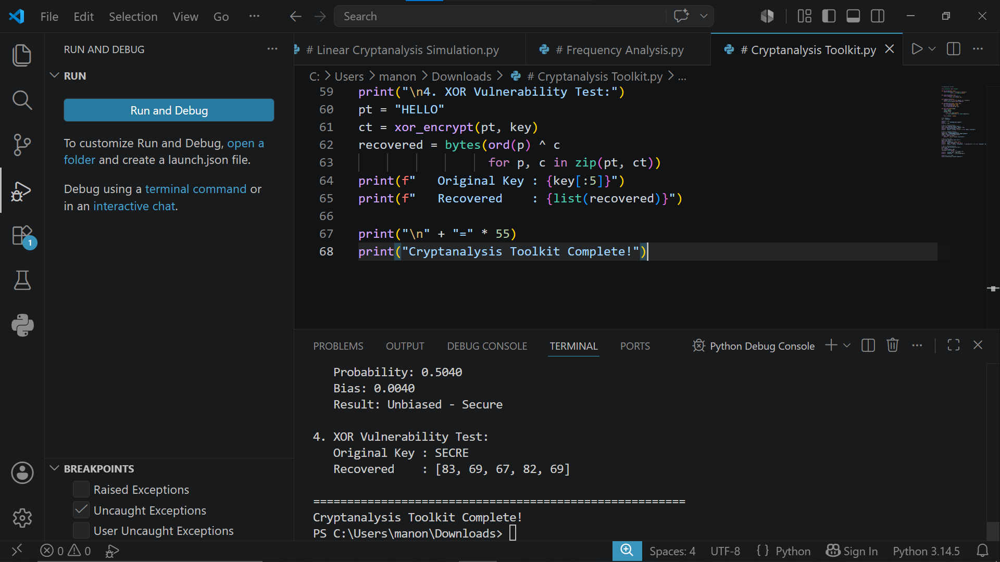 File Edit Selection View Go ··· Search
RUN AND DEBUG ···
RUN
Run and Debug
To customize Run and Debug, open a
folder and create a launch.json file.
Debug using a terminal command or
in an interactive chat.
1
BREAKPOINTS
Raised Exceptions
Uncaught Exceptions
User Uncaught Exceptions
# Linear Cryptanalysis Simulation.py # Frequency Analysis.py # Cryptanalysis Toolkit.py
C: > Users > manon > Downloads > # Cryptanalysis Toolkit.py > ...
59 print("\n4. XOR Vulnerability Test:")
60 pt = "HELLO"
61 ct = xor_encrypt(pt, key)
62 recovered = bytes(ord(p) ^ c
63 for p, c in zip(pt, ct))
64 print(f"   Original Key : {key[:5]}")
65 print(f"   Recovered    : {list(recovered)}")
66
67 print("\n" + "=" * 55)
68 print("Cryptanalysis Toolkit Complete!")
PROBLEMS OUTPUT DEBUG CONSOLE TERMINAL PORTS Python Debug Console
Probability: 0.5040
Bias: 0.0040
Result: Unbiased - Secure
4. XOR Vulnerability Test:
Original Key : SECRE
Recovered    : [83, 69, 67, 82, 69]
=======================================================
Cryptanalysis Toolkit Complete!
PS C:\Users\manon\Downloads>
0 0 Spaces: 4 UTF-8 {} Python Sign In Python 3.14.5